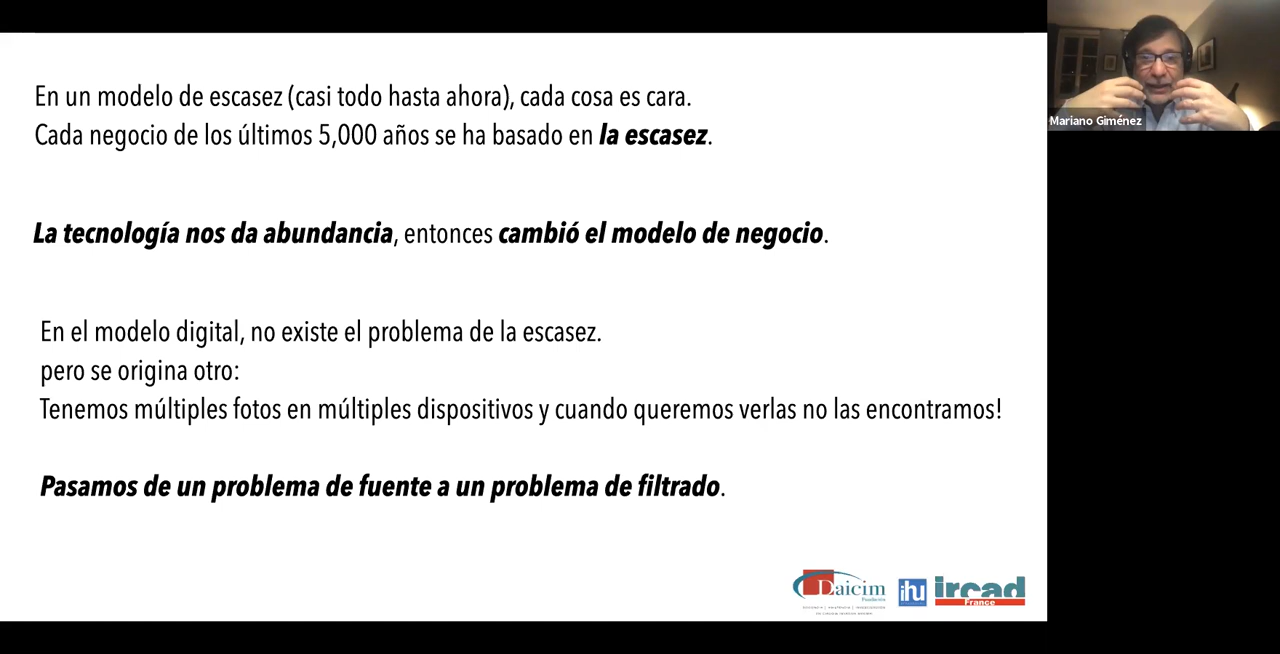 En un modelo de escasez (casi todo hasta ahora), cada cosa es cara.
Cada negocio de los últimos 5,000 años se ha basado en la escasez.
La tecnología nos da abundancia, entonces cambió el modelo de negocio.
En el modelo digital, no existe el problema de la escasez.
pero se origina otro:
Tenemos múltiples fotos en múltiples dispositivos y cuando queremos verlas no las encontramos!
Pasamos de un problema de fuente a un problema de filtrado.
Mariano Giménez
Daicim
ihu
ircad
France